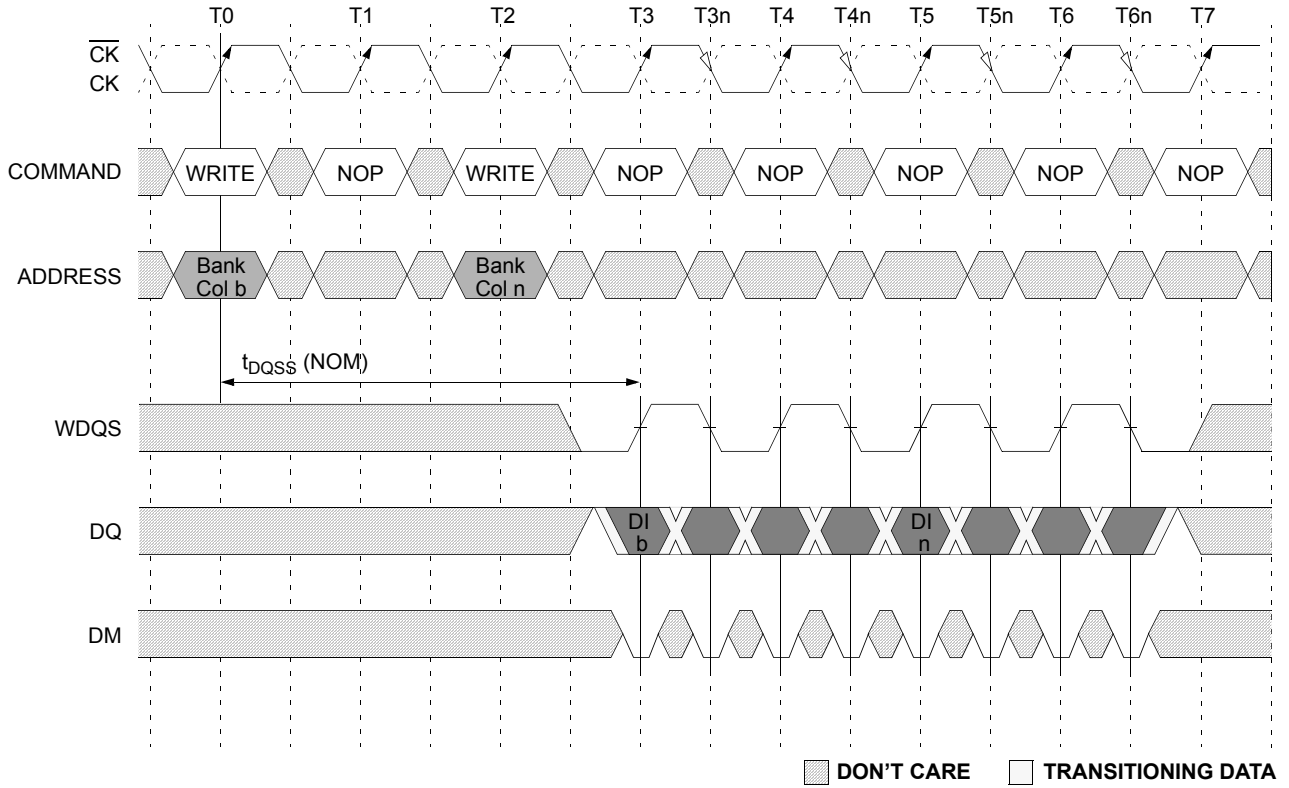 T0 T1 T2 T3 T3n T4 T4n T5 T5n T6 T6n T7
CK
CK
COMMAND WRITE NOP WRITE NOP NOP NOP NOP NOP
ADDRESS Bank Col b Bank Col n
tDQSS (NOM)
WDQS
DQ DI b DI n
DM
DON'T CARE TRANSITIONING DATA